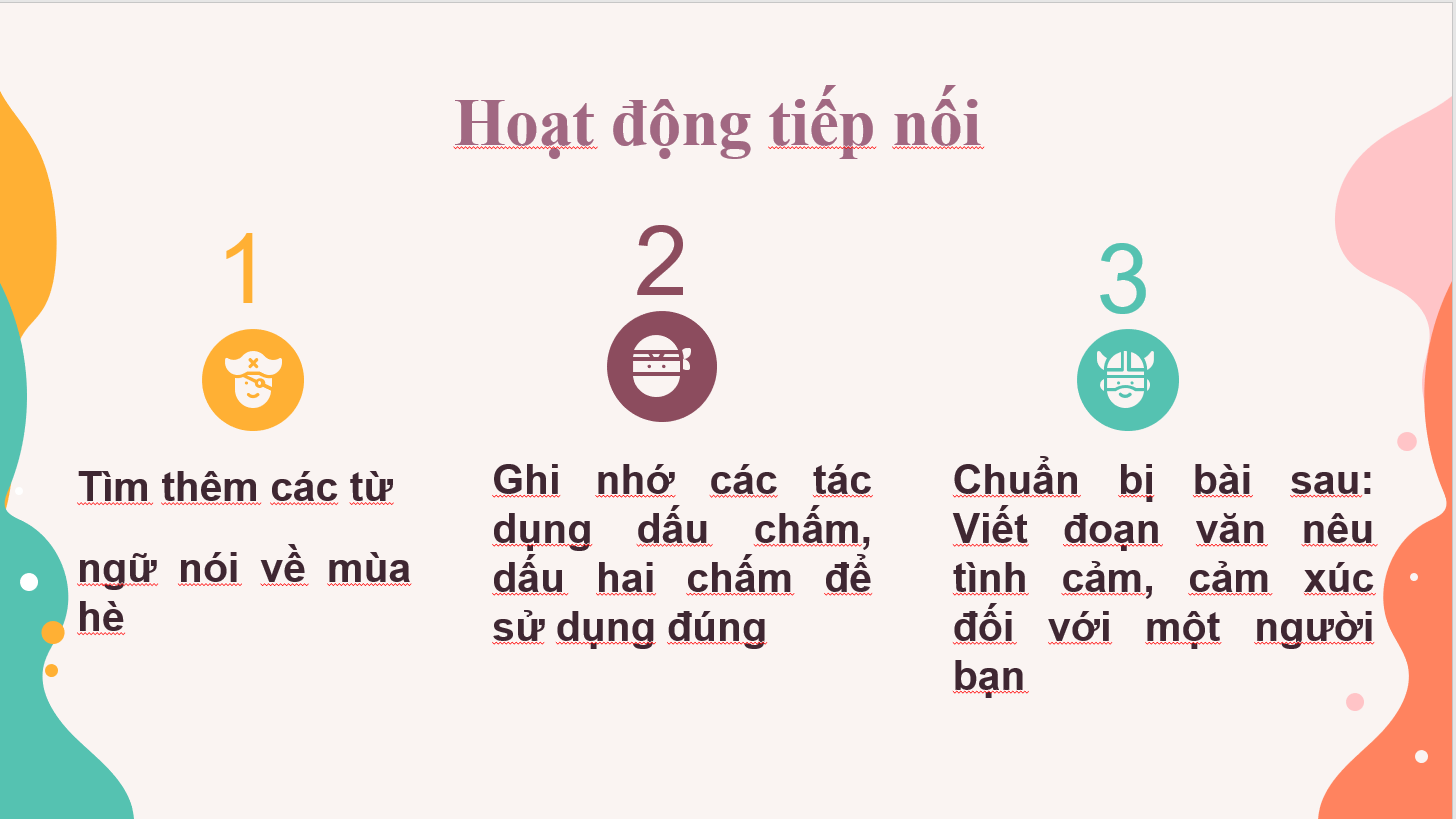 Hoạt động tiếp nối
1
Tìm thêm các từ
ngữ nói về mùa
hè
2
Ghi nhớ các tác
dụng dấu chấm,
dấu hai chấm để
sử dụng đúng
3
Chuẩn bị bài sau:
Viết đoạn văn nêu
tình cảm, cảm xúc
đối với một người
bạn